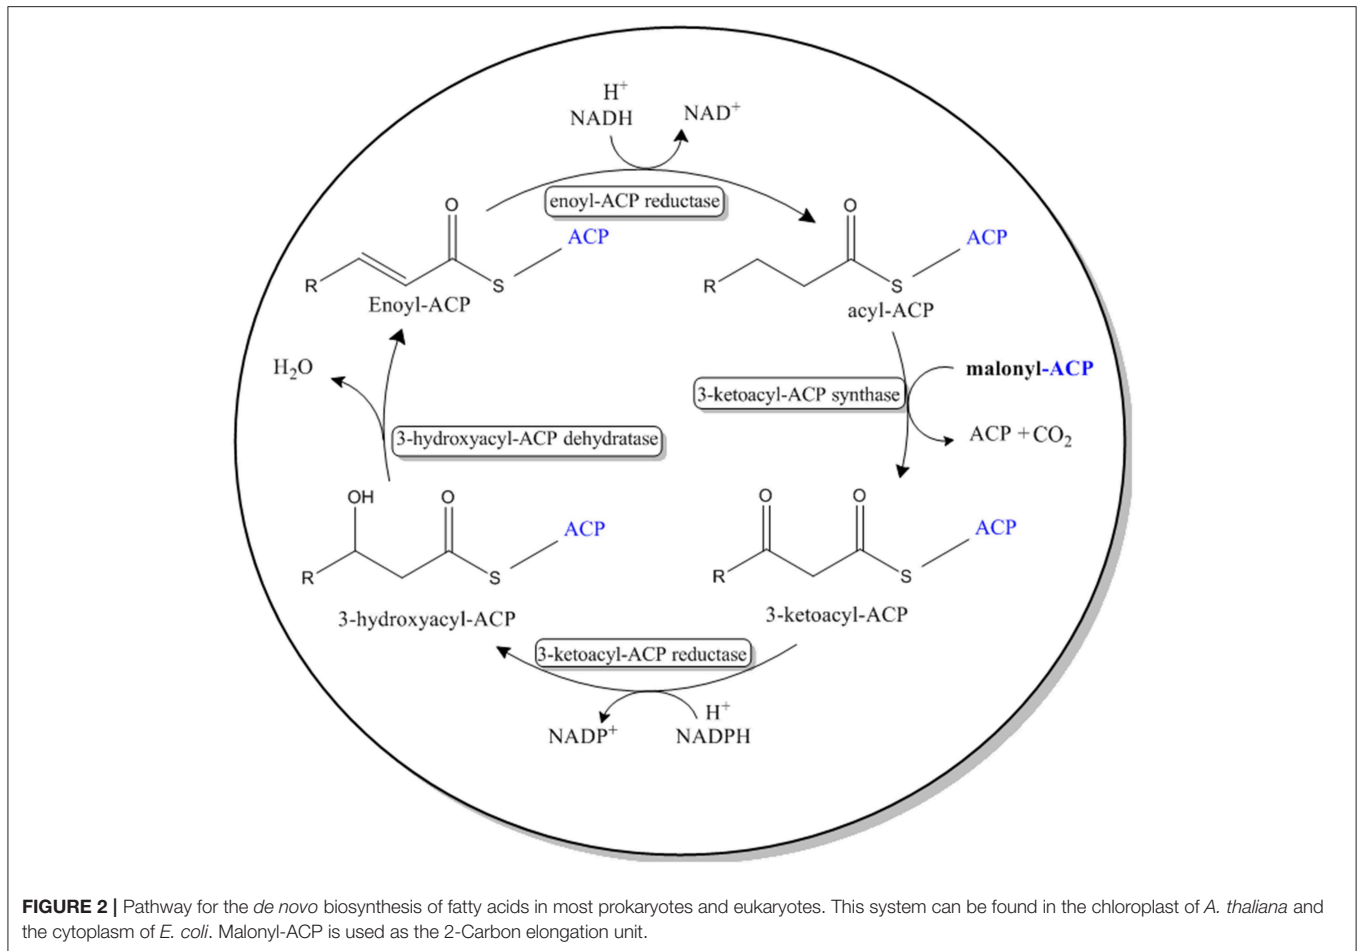 H+
NADH
NAD+
enoyl-ACP reductase
O
ACP
R
S
Enoyl-ACP
O
ACP
R
S
acyl-ACP
H2O
malonyl-ACP
3-ketoacyl-ACP synthase
ACP + CO2
3-hydroxyacyl-ACP dehydratase
OH
O
ACP
R
S
3-hydroxyacyl-ACP
O
O
ACP
R
S
3-ketoacyl-ACP
3-ketoacyl-ACP reductase
H+
NADP+
NADPH
FIGURE 2 | Pathway for the de novo biosynthesis of fatty acids in most prokaryotes and eukaryotes. This system can be found in the chloroplast of A. thaliana and
the cytoplasm of E. coli. Malonyl-ACP is used as the 2-Carbon elongation unit.